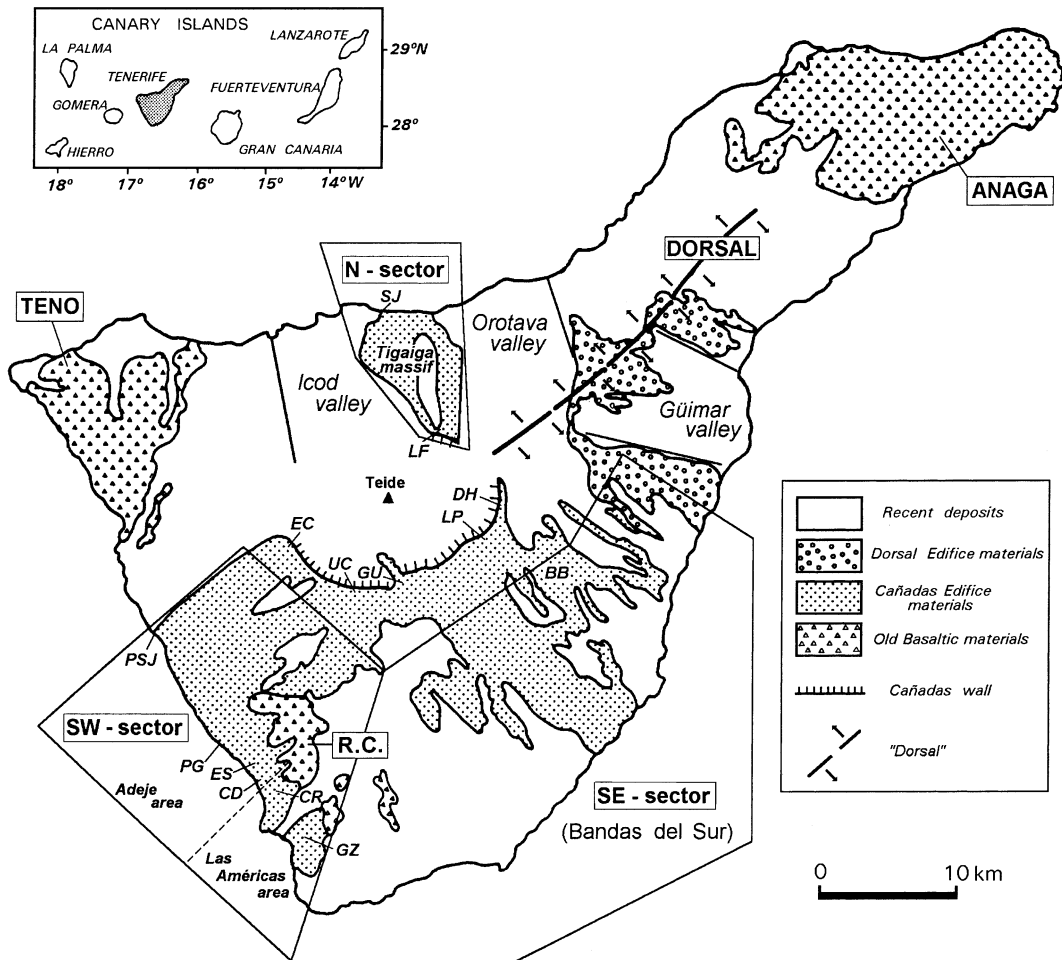 CANARY ISLANDS
LANZAROTE
29°N
LA PALMA
TENERIFE
FUERTEVENTURA
GOMERA
28°
HIERRO
GRAN CANARIA
18°
17°
16°
15°
14°W
ANAGA
DORSAL
N - sector
SJ
TENO
Orotava
valley
Tigaiga
massif
Icod
valley
Güimar
valley
LF
Teide
DH
LP
EC
UC
GU
BB
PSJ
SW - sector
R.C.
PG
ES
CD
CR
Adeje
area
GZ
Las
Américas
area
SE - sector
(Bandas del Sur)
Recent deposits
Dorsal Edifice materials
Cañadas Edifice
materials
Old Basaltic materials
Cañadas wall
"Dorsal"
0
10 km